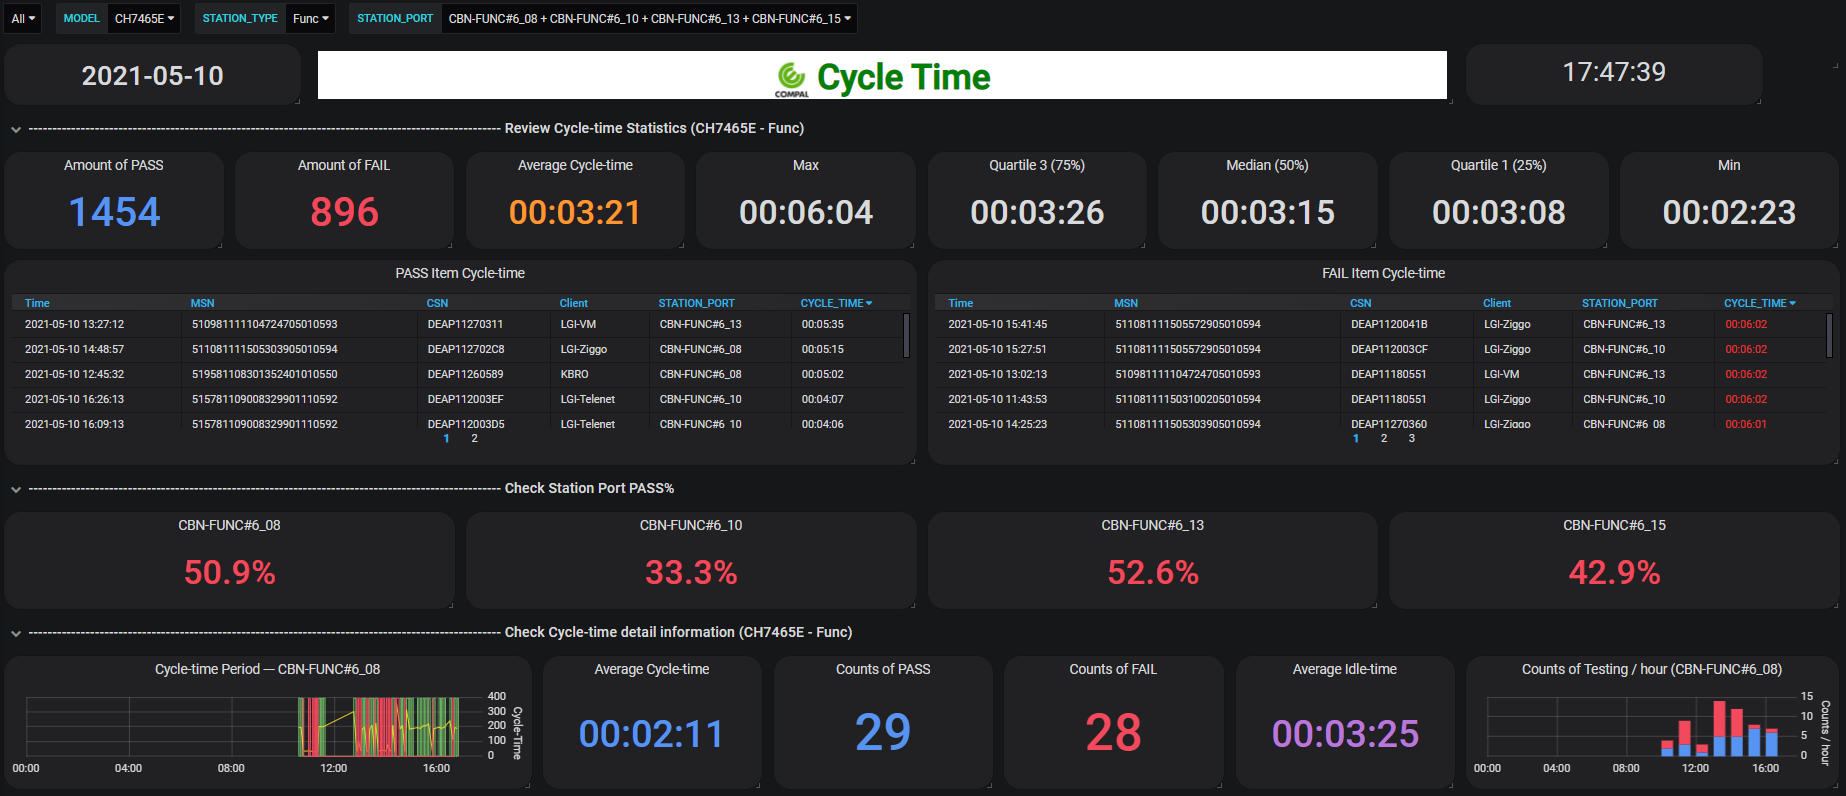 All MODEL CH7465E STATION_TYPE Func STATION_PORT CBN-FUNC#6_08 + CBN-FUNC#6_10 + CBN-FUNC#6_13 + CBN-FUNC#6_15
2021-05-10
COMPAL
Cycle Time
17:47:39
Review Cycle-time Statistics (CH7465E - Func)
Amount of PASS
1454
Amount of FAIL
896
Average Cycle-time
00:03:21
Max
00:06:04
Quartile 3 (75%)
00:03:26
Median (50%)
00:03:15
Quartile 1 (25%)
00:03:08
Min
00:02:23
PASS Item Cycle-time
Time MSN CSN Client STATION_PORT CYCLE_TIME
2021-05-10 13:27:12 510981111104724705010593 DEAP11270311 LGI-VM CBN-FUNC#6_13 00:05:35
2021-05-10 14:48:57 511081111505303905010594 DEAP112702C8 LGI-Ziggo CBN-FUNC#6_08 00:05:15
2021-05-10 12:45:32 519581108301352401010550 DEAP11260589 KBRO CBN-FUNC#6_08 00:05:02
2021-05-10 16:26:13 515781109008329901110592 DEAP112003EF LGI-Telenet CBN-FUNC#6_10 00:04:07
2021-05-10 16:09:13 515781109008329901110592 DEAP112003D5 LGI-Telenet CBN-FUNC#6_10 00:04:06
1 2
FAIL Item Cycle-time
Time MSN CSN Client STATION_PORT CYCLE_TIME
2021-05-10 15:41:45 511081111505572905010594 DEAP1120041B LGI-Ziggo CBN-FUNC#6_13 00:06:02
2021-05-10 15:27:51 511081111505572905010594 DEAP112003CF LGI-Ziggo CBN-FUNC#6_10 00:06:02
2021-05-10 13:02:13 510981111104724705010593 DEAP11180551 LGI-VM CBN-FUNC#6_13 00:06:02
2021-05-10 11:43:53 511081111503100205010594 DEAP11180551 LGI-Ziggo CBN-FUNC#6_10 00:06:02
2021-05-10 14:25:23 511081111505303905010594 DEAP11270360 LGI-Ziggo CBN-FUNC#6_08 00:06:01
1 2 3
Check Station Port PASS%
CBN-FUNC#6_08
50.9%
CBN-FUNC#6_10
33.3%
CBN-FUNC#6_13
52.6%
CBN-FUNC#6_15
42.9%
Check Cycle-time detail information (CH7465E - Func)
Cycle-time Period — CBN-FUNC#6_08
400
300
200
100
0
Cycle-Time
00:00 04:00 08:00 12:00 16:00
Average Cycle-time
00:02:11
Counts of PASS
29
Counts of FAIL
28
Average Idle-time
00:03:25
Counts of Testing / hour (CBN-FUNC#6_08)
15
10
5
0
Counts / hour
00:00 04:00 08:00 12:00 16:00